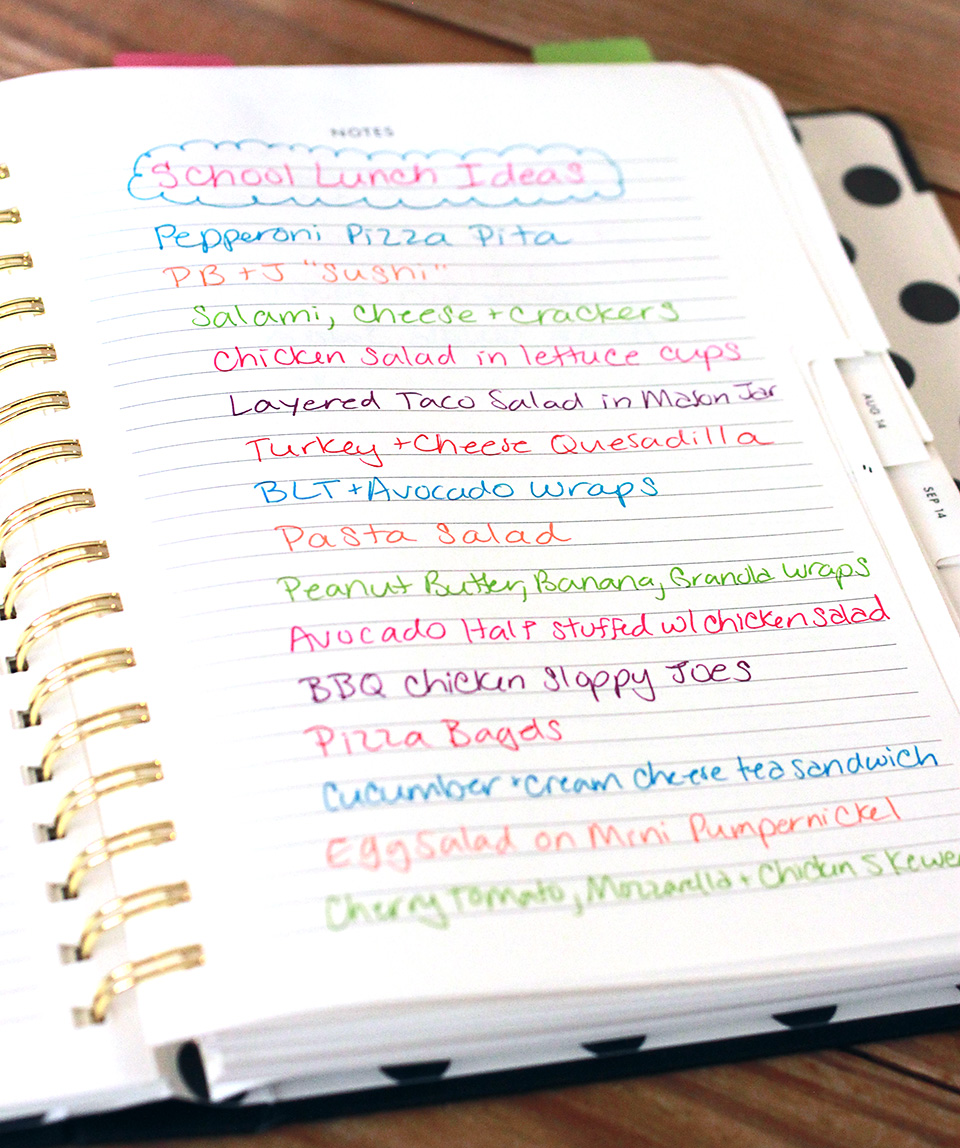 NOTES
School Lunch Ideas
Pepperoni Pizza Pita
PB + J "Sushi"
Salami, Cheese + Crackers
Chicken Salad in lettuce cups
Layered Taco Salad in Mason Jar
AUG 14
Turkey + Cheese Quesadilla
BLT + Avocado Wraps
SEP 14
Pasta Salad
Peanut Butter, Banana, Granola wraps
Avocado Half stuffed w/ chicken salad
BBQ chicken Sloppy Joes
Pizza Bagels
Cucumber + cream cheese tea sandwich
Egg Salad on Mini Pumpernickel
Cherry Tomato, Mozzarella + Chicken Skewe